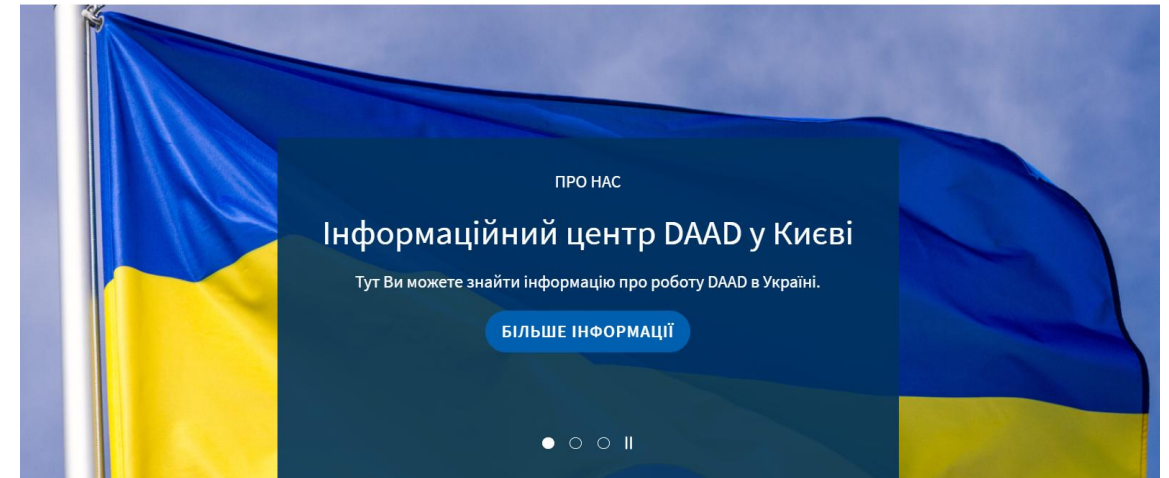 ПРО НАС
Інформаційний центр DAAD у Києві
Тут Ви можете знайти інформацію про роботу DAAD в Україні.
БІЛЬШЕ ІНФОРМАЦІЇ